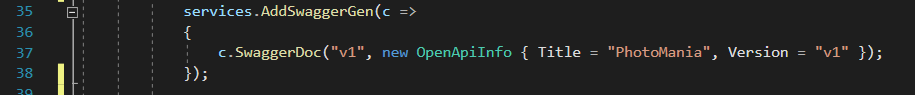 35 services.AddSwaggerGen(c =>
36 {
37 c.SwaggerDoc("v1", new OpenApiInfo { Title = "PhotoMania", Version = "v1" });
38 });
39